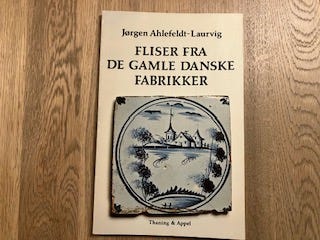 Jørgen Ahlefeldt-Laurvig
FLISER FRA
DE GAMLE DANSKE
FABRIKKER
Thaning & Appel